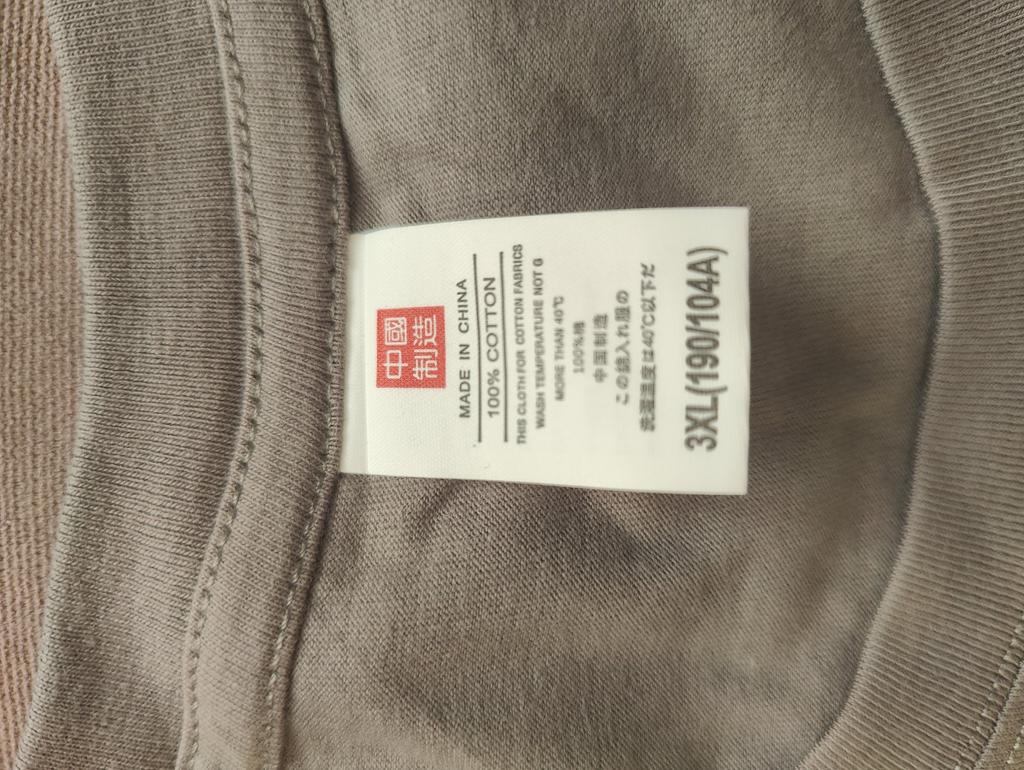 中國
制造
MADE IN CHINA
100% COTTON
THIS CLOTH FOR COTTON FABRICS
WASH TEMPERATURE NOT G
MORE THAN 40℃
100%棉
中国制造
この綿入れ服の
洗濯温度は40℃以下だ
3XL(190/104A)